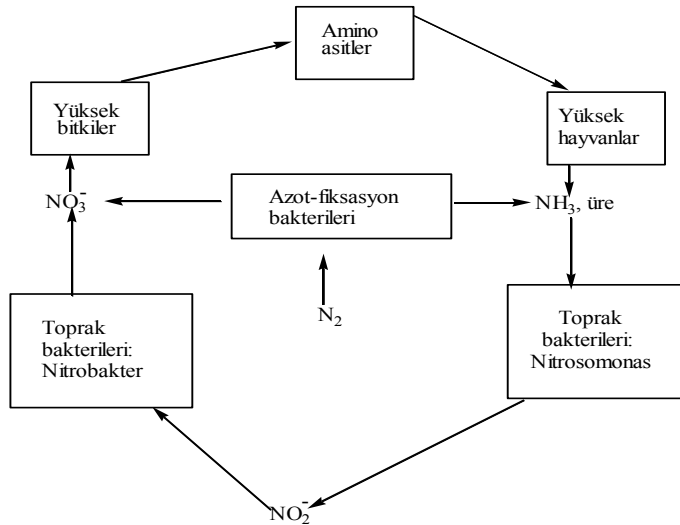 Amino
asitler
Yüksek
bitkiler
Yüksek
hayvanlar
Azot-fiksasyon
bakterileri
NO₃⁻
NH₃, üre
N₂
Toprak
bakterileri:
Nitrobakter
Toprak
bakterileri:
Nitrosomonas
NO₂⁻